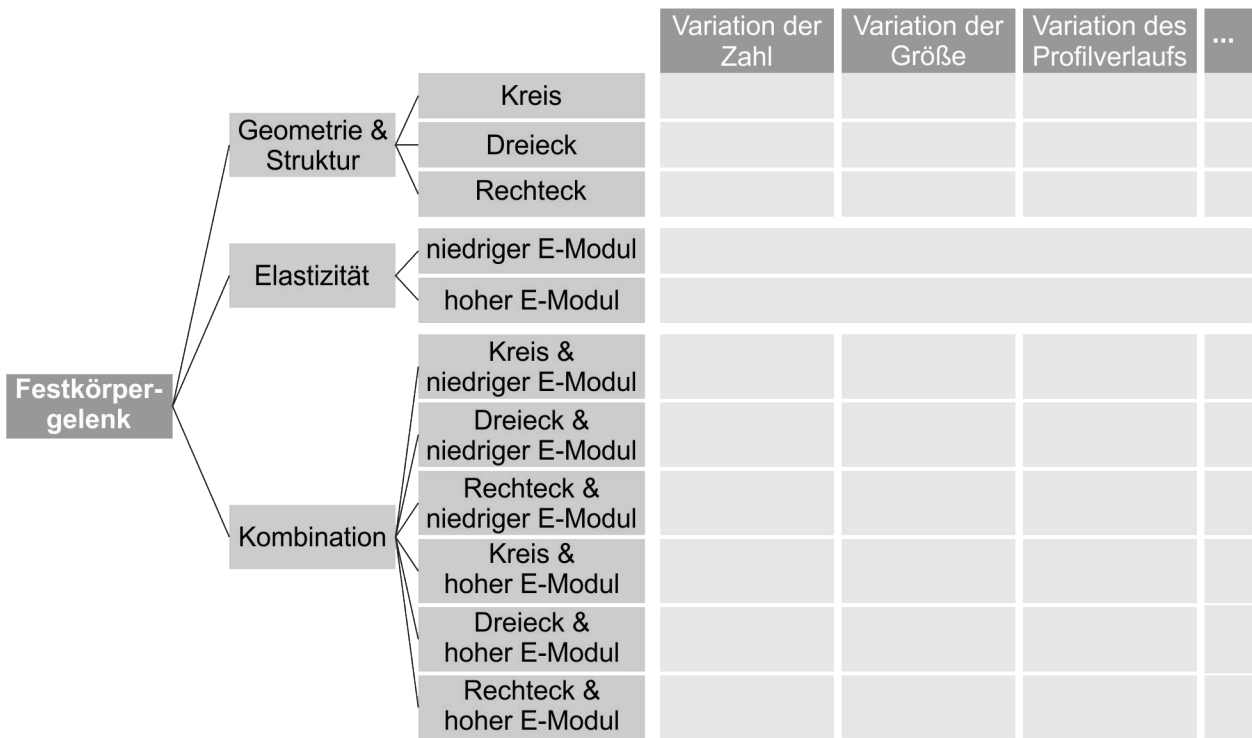 Variation der
Zahl
Variation der
Größe
Variation des
Profilverlaufs
...
Festkörper-
gelenk
Geometrie &
Struktur
Kreis
Dreieck
Rechteck
Elastizität
niedriger E-Modul
hoher E-Modul
Kombination
Kreis &
niedriger E-Modul
Dreieck &
niedriger E-Modul
Rechteck &
niedriger E-Modul
Kreis &
hoher E-Modul
Dreieck &
hoher E-Modul
Rechteck &
hoher E-Modul